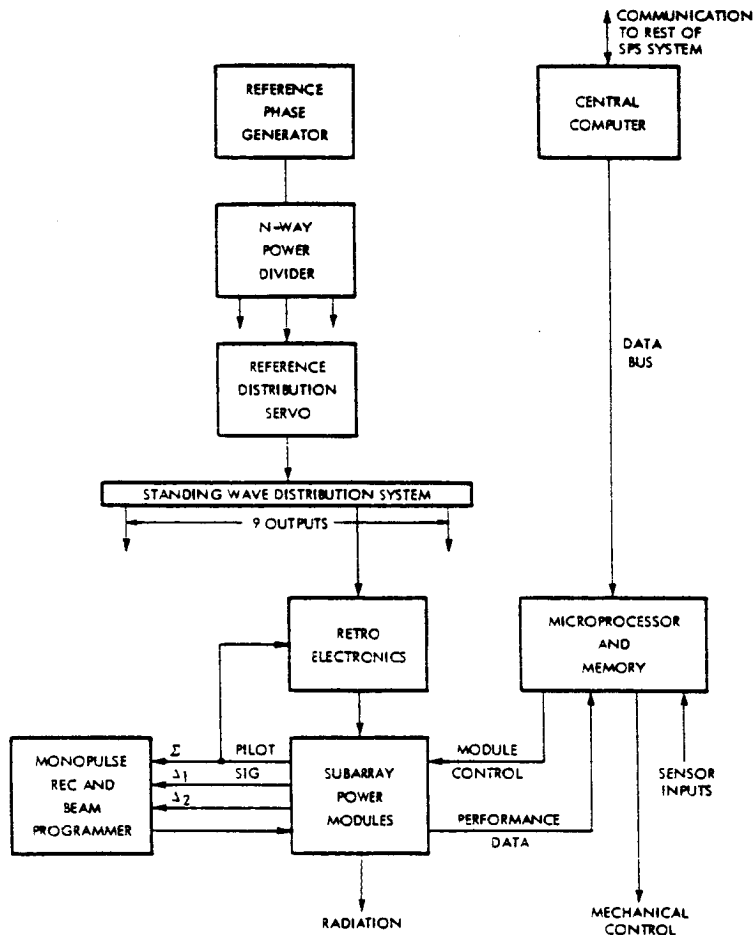 COMMUNICATION
TO REST OF
SPS SYSTEM
REFERENCE
PHASE
GENERATOR
CENTRAL
COMPUTER
N-WAY
POWER
DIVIDER
DATA
BUS
REFERENCE
DISTRIBUTION
SERVO
STANDING WAVE DISTRIBUTION SYSTEM
9 OUTPUTS
RETRO
ELECTRONICS
MICROPROCESSOR
AND
MEMORY
MONOPULSE
REC AND
BEAM
PROGRAMMER
Σ
Δ1
Δ2
PILOT
SIG
SUBARRAY
POWER
MODULES
MODULE
CONTROL
SENSOR
INPUTS
PERFORMANCE
DATA
RADIATION
MECHANICAL
CONTROL